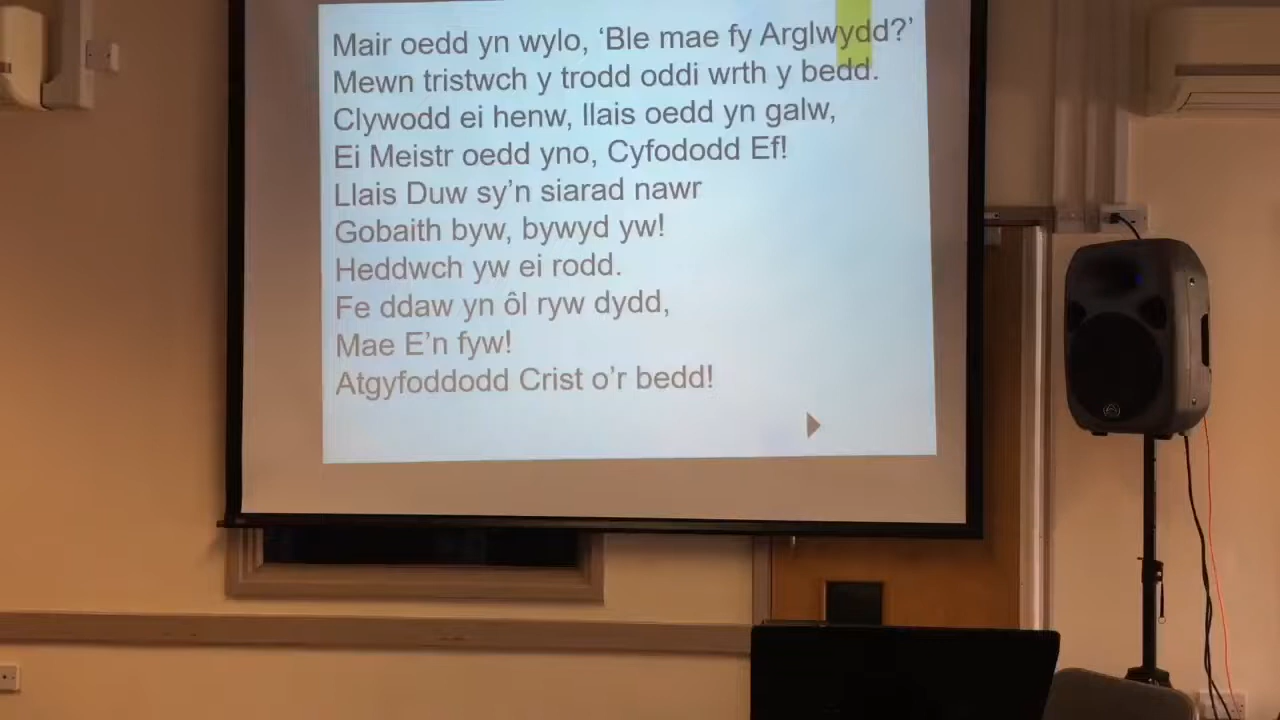 Mair oedd yn wylo, ‘Ble mae fy Arglwydd?’
Mewn tristwch y trodd oddi wrth y bedd.
Clywodd ei henw, llais oedd yn galw,
Ei Meistr oedd yno, Cyfododd Ef!
Llais Duw sy’n siarad nawr
Gobaith byw, bywyd yw!
Heddwch yw ei rodd.
Fe ddaw yn ôl ryw dydd,
Mae E’n fyw!
Atgyfoddodd Crist o’r bedd!